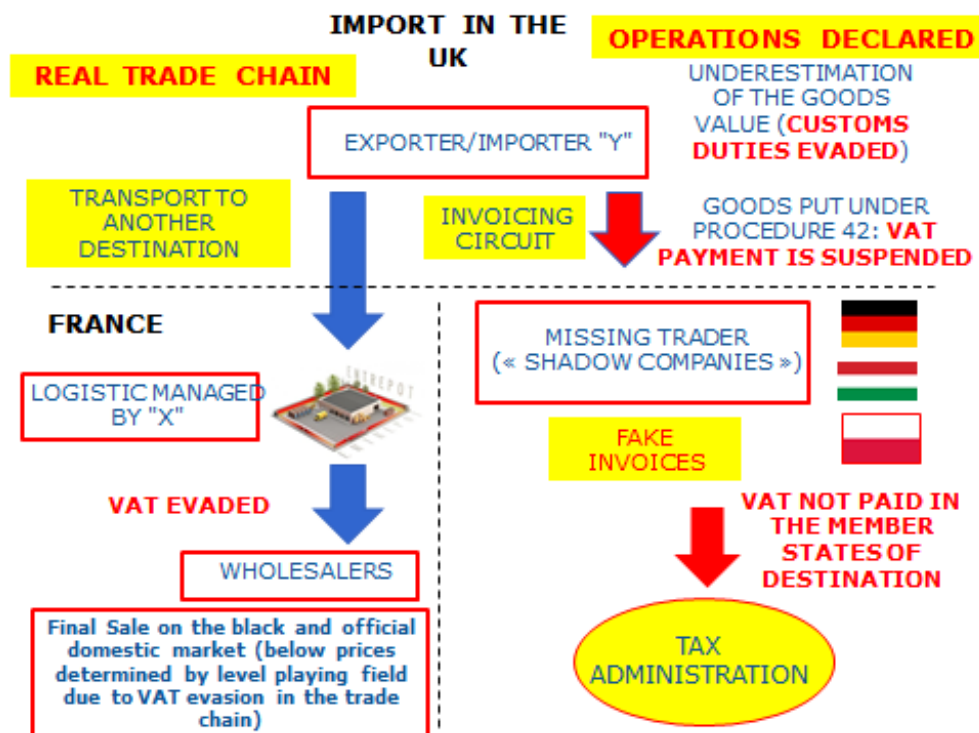 IMPORT IN THE
UK
OPERATIONS DECLARED
REAL TRADE CHAIN
UNDERESTIMATION
OF THE GOODS
VALUE (CUSTOMS
DUTIES EVADED)
EXPORTER/IMPORTER "Y"
TRANSPORT TO
ANOTHER
DESTINATION
INVOICING
CIRCUIT
GOODS PUT UNDER
PROCEDURE 42: VAT
PAYMENT IS SUSPENDED
FRANCE
MISSING TRADER
(« SHADOW COMPANIES »)
LOGISTIC MANAGED
BY "X"
ENTREPOT
FAKE
INVOICES
VAT EVADED
VAT NOT PAID IN
THE MEMBER
STATES OF
DESTINATION
WHOLESALERS
Final Sale on the black and official
domestic market (below prices
determined by level playing field
due to VAT evasion in the trade
chain)
TAX
ADMINISTRATION